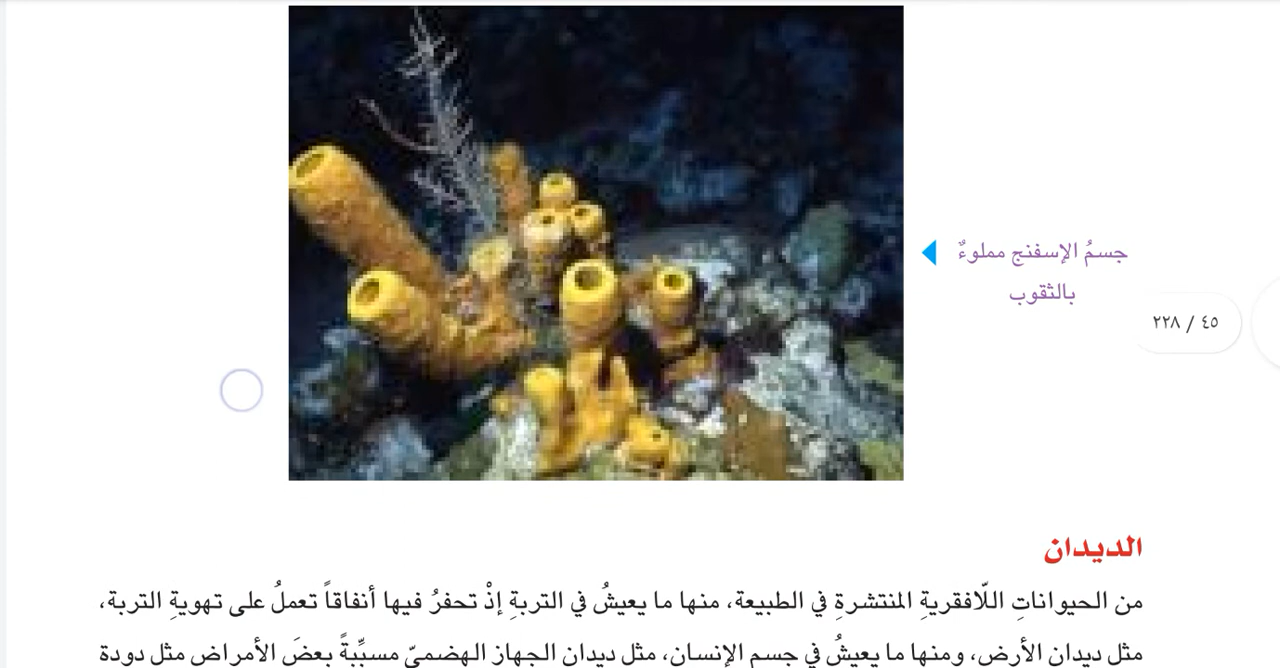 جسمُ الإسفنج مملوءٌ
بالثقوب
٤٥ / ٢٢٨
الديدان
من الحيواناتِ اللّافقريةِ المنتشرةِ في الطبيعة، منها ما يعيشُ في التربةِ إذْ تحفرُ فيها أنفاقاً تعملُ على تهويةِ التربة،
مثل ديدان الأرض، ومنها ما يعيشُ في جسمِ الإنسان، مثل ديدان الجهاز الهضميّ مسبِّبةً بعضَ الأمراض مثل دودة